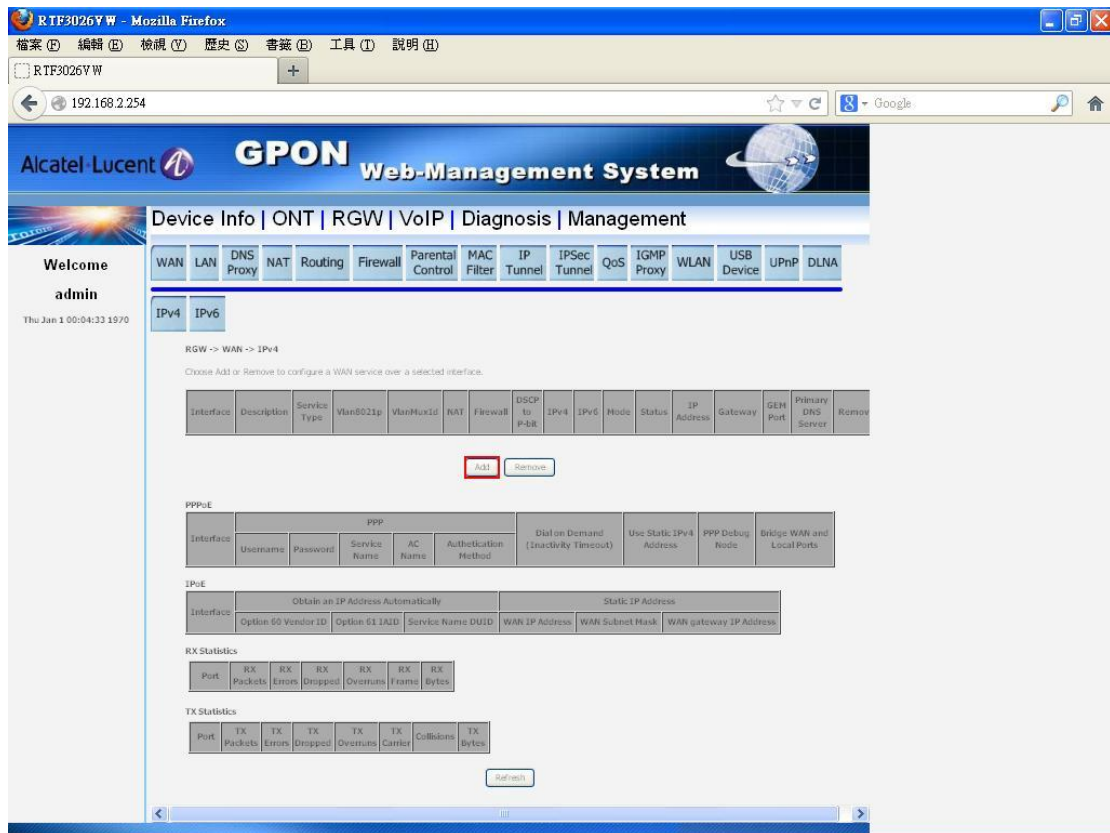 RTF3026VW - Mozilla Firefox
檔案(F) 編輯(E) 檢視(V) 歷史(S) 書籤(B) 工具(T) 說明(H)
RTF3026VW +
192.168.2.254
Google
Alcatel·Lucent
GPON Web-Management System
Device Info | ONT | RGW | VoIP | Diagnosis | Management
Welcome
admin
Thu Jan 1 00:04:33 1970
WAN LAN DNS Proxy NAT Routing Firewall Parental Control MAC Filter IP Tunnel IPSec Tunnel QoS IGMP Proxy WLAN USB Device UPnP DLNA
IPv4 IPv6
RGW -> WAN -> IPv4
Choose Add or Remove to configure a WAN service over a selected interface.
Interface Description Service Type Vlan8021p VlanMuxId NAT Firewall DSCP to P-bit IPv4 IPv6 Mode Status IP Address Gateway GEM Port Primary DNS Server Remov
Add Remove
PPPoE
Interface PPP Dial on Demand (Inactivity Timeout) Use Static IPv4 Address PPP Debug Node Bridge WAN and Local Ports
Username Password Service Name AC Name Authetication Method
IPoE
Interface Obtain an IP Address Automatically Static IP Address
Option 60 Vendor ID Option 61 IAID Service Name DUID WAN IP Address WAN Subnet Mask WAN gateway IP Address
RX Statistics
Port RX Packets RX Errors RX Dropped RX Overruns RX Frame RX Bytes
TX Statistics
Port TX Packets TX Errors TX Dropped TX Overruns TX Carrier Collisions TX Bytes
Refresh